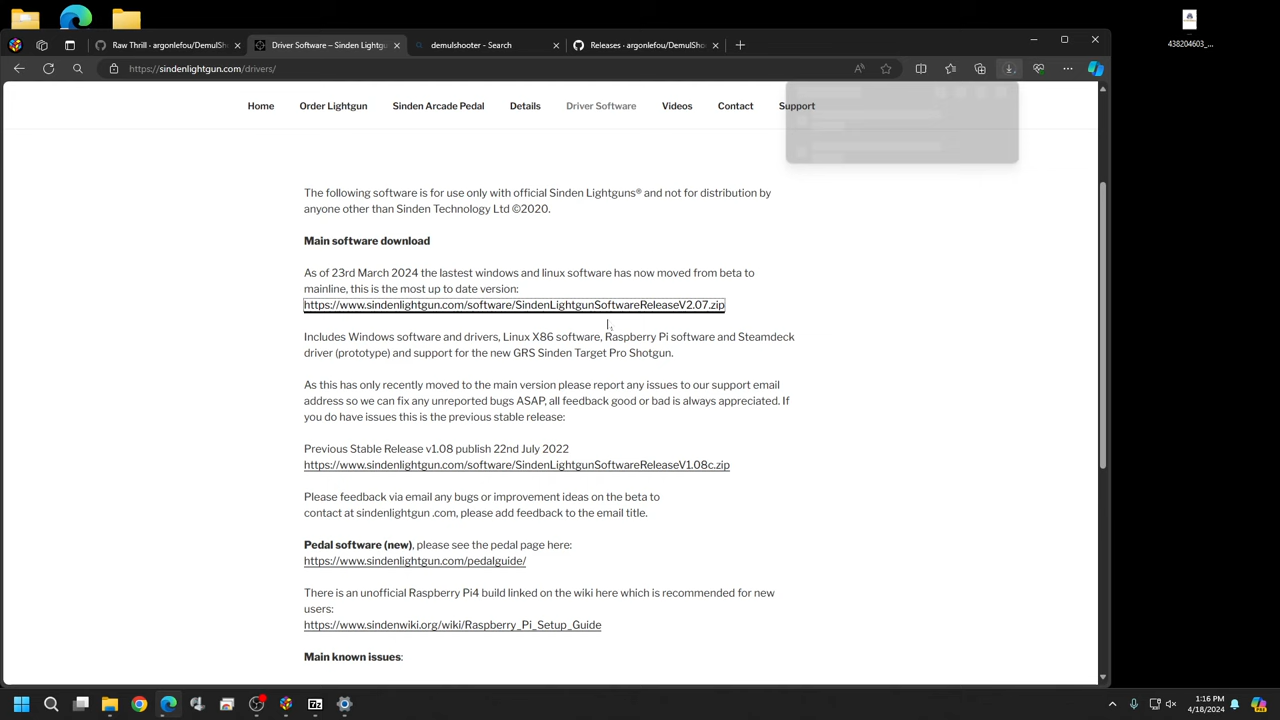 438204603_...
Raw Thrill · argonlefou/DemulSh
Driver Software – Sinden Lightgu
demulshooter - Search
Releases · argonlefou/DemulSho
https://sindenlightgun.com/drivers/
Home Order Lightgun Sinden Arcade Pedal Details Driver Software Videos Contact Support
The following software is for use only with official Sinden Lightguns® and not for distribution by
anyone other than Sinden Technology Ltd ©2020.
Main software download
As of 23rd March 2024 the lastest windows and linux software has now moved from beta to
mainline, this is the most up to date version:
https://www.sindenlightgun.com/software/SindenLightgunSoftwareReleaseV2.07.zip
Includes Windows software and drivers, Linux X86 software, Raspberry Pi software and Steamdeck
driver (prototype) and support for the new GRS Sinden Target Pro Shotgun.
As this has only recently moved to the main version please report any issues to our support email
address so we can fix any unreported bugs ASAP, all feedback good or bad is always appreciated. If
you do have issues this is the previous stable release:
Previous Stable Release v1.08 publish 22nd July 2022
https://www.sindenlightgun.com/software/SindenLightgunSoftwareReleaseV1.08c.zip
Please feedback via email any bugs or improvement ideas on the beta to
contact at sindenlightgun .com, please add feedback to the email title.
Pedal software (new), please see the pedal page here:
https://www.sindenlightgun.com/pedalguide/
There is an unofficial Raspberry Pi4 build linked on the wiki here which is recommended for new
users:
https://www.sindenwiki.org/wiki/Raspberry_Pi_Setup_Guide
Main known issues:
7z
1:16 PM
4/18/2024